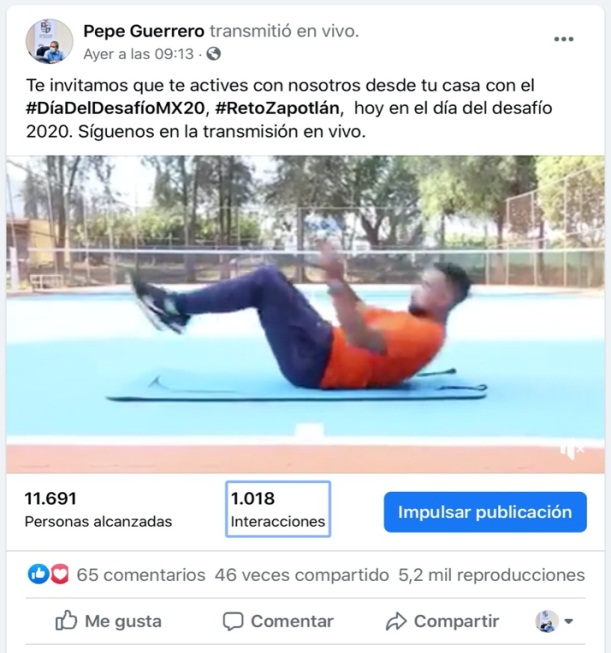 Pepe Guerrero transmitió en vivo.
Ayer a las 09:13 ·
Te invitamos que te actives con nosotros desde tu casa con el
#DíaDelDesafíoMX20, #RetoZapotlán, hoy en el día del desafío
2020. Síguenos en la transmisión en vivo.
11.691
Personas alcanzadas
1.018
Interacciones
Impulsar publicación
65 comentarios 46 veces compartido 5,2 mil reproducciones
Me gusta Comentar Compartir